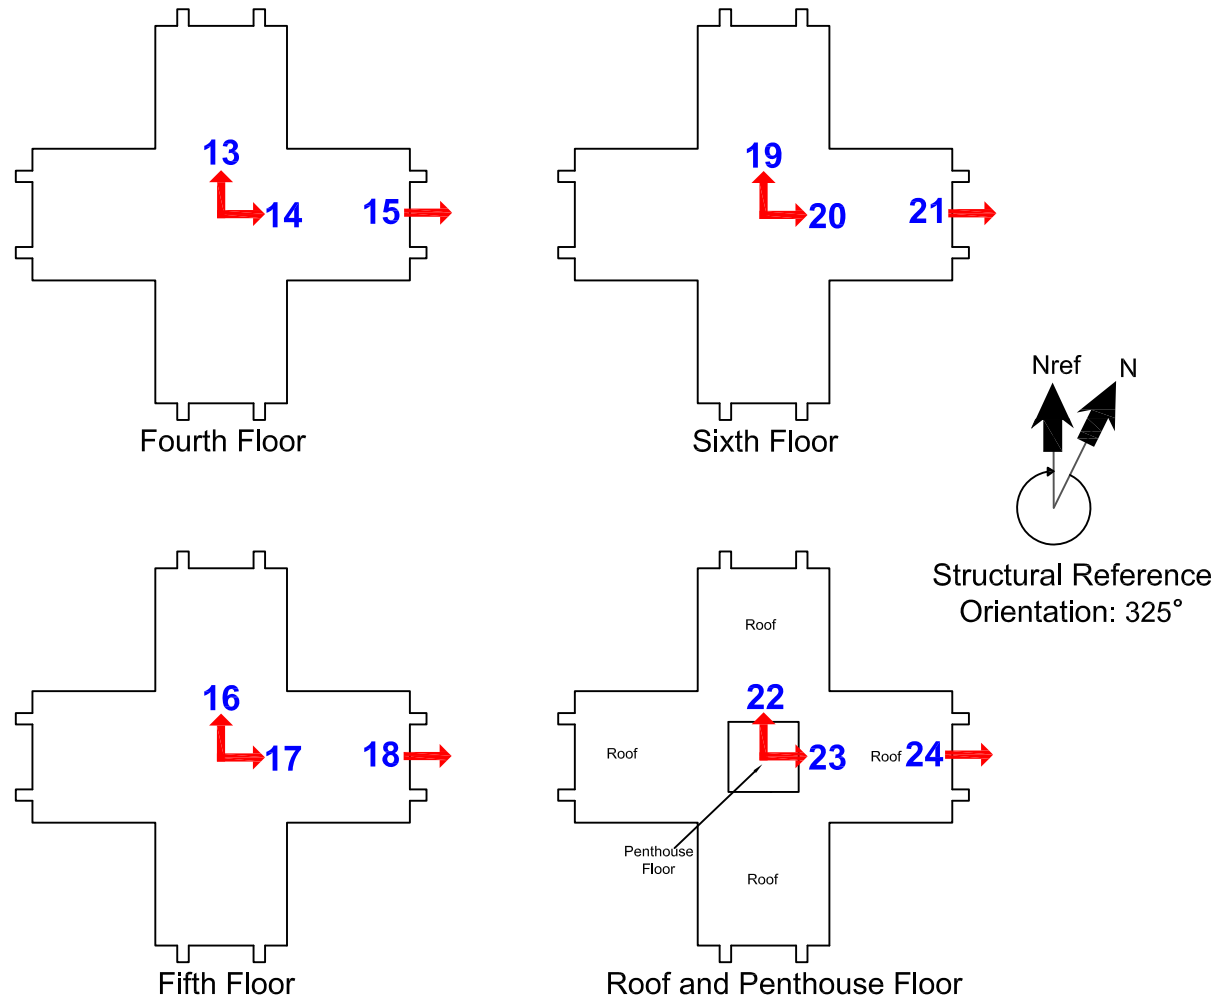 13
14
15
Fourth Floor
19
20
21
Sixth Floor
Nref
N
Structural Reference
Orientation: 325°
16
17
18
Fifth Floor
Roof
22
Roof
23
Roof
24
Penthouse
Floor
Roof
Roof and Penthouse Floor